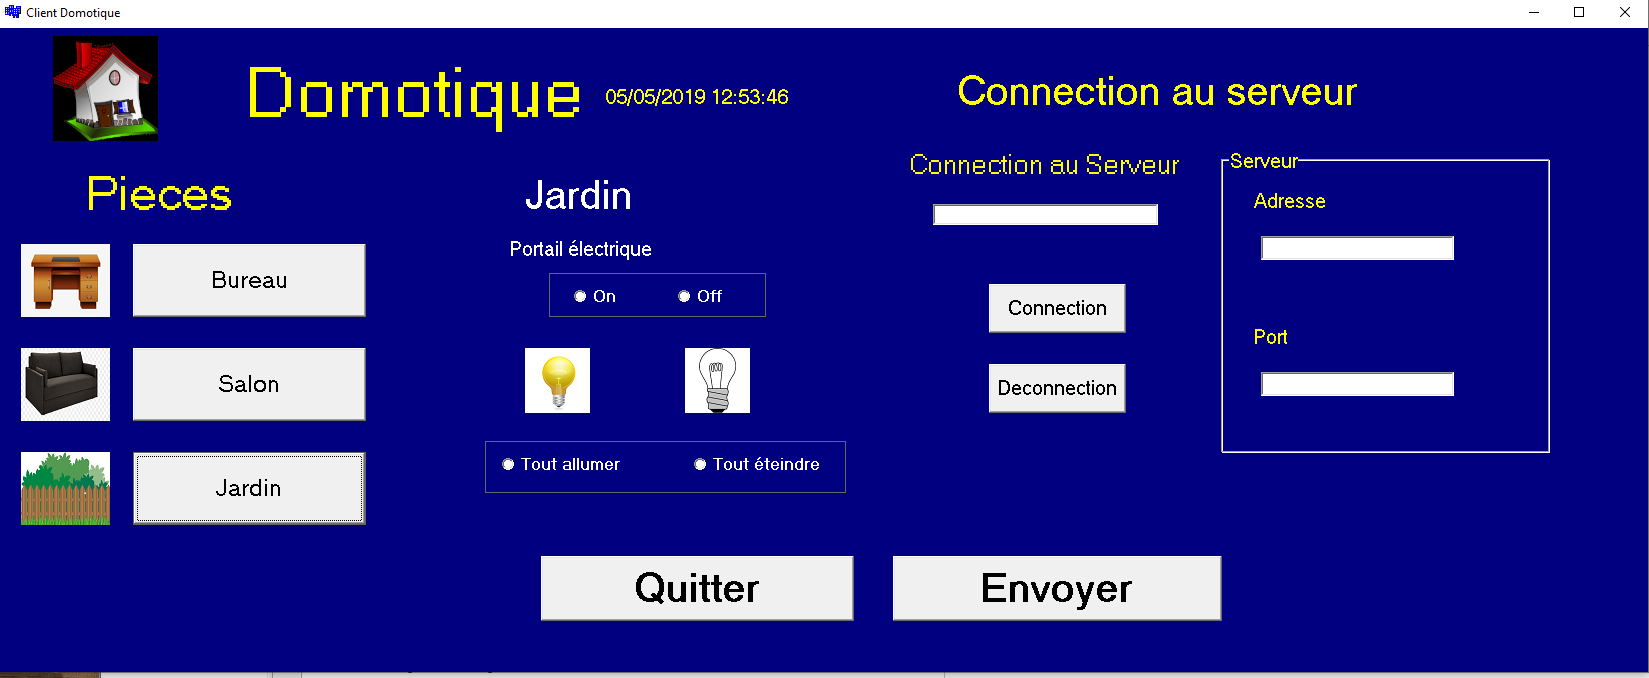 Client Domotique
Domotique
05/05/2019 12:53:46
Connection au serveur
Pieces
Bureau
Salon
Jardin
Jardin
Portail électrique
On
Off
Tout allumer
Tout éteindre
Connection au Serveur
Connection
Deconnection
Serveur
Adresse
Port
Quitter
Envoyer